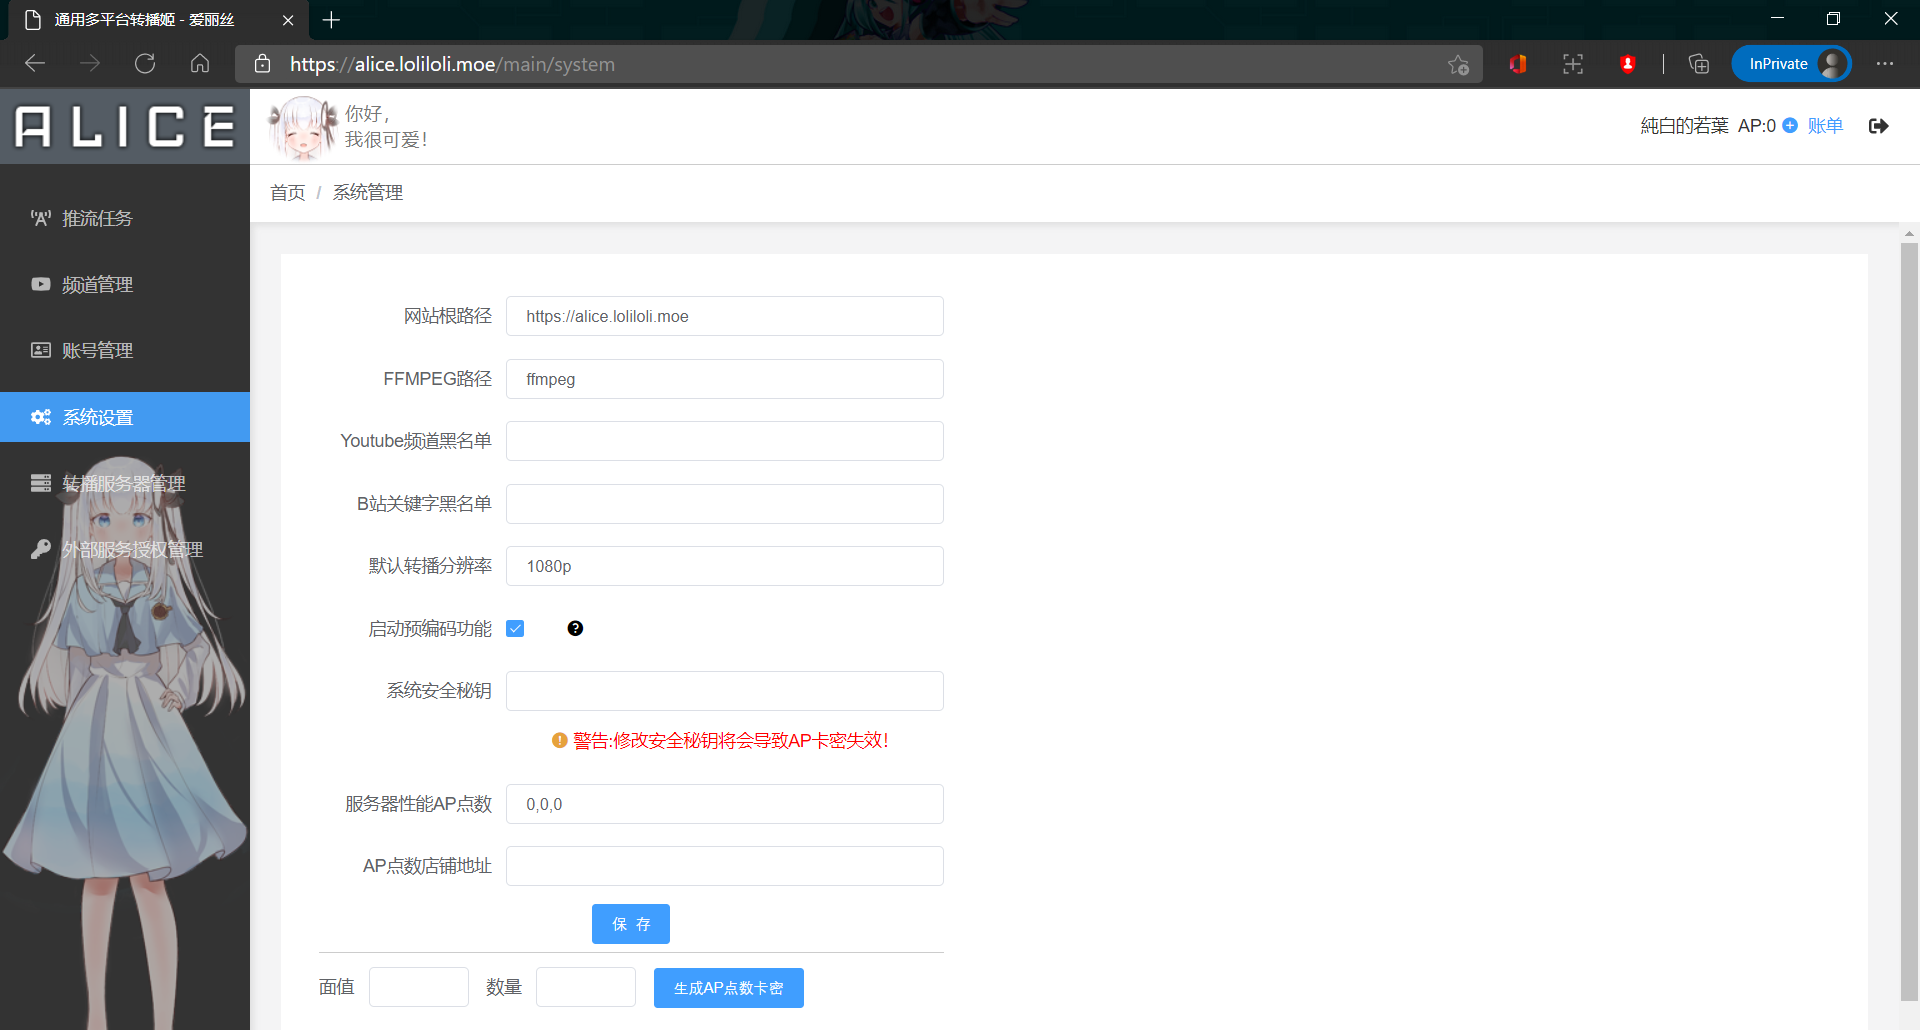 通用多平台转播姬 - 爱丽丝
https://alice.loliloli.moe/main/system
InPrivate
ALICE
你好，
我很可爱！
純白的若葉 AP:0 账单
首页 / 系统管理
推流任务
频道管理
账号管理
系统设置
转播服务器管理
外部服务授权管理
网站根路径 https://alice.loliloli.moe
FFMPEG路径 ffmpeg
Youtube频道黑名单
B站关键字黑名单
默认转播分辨率 1080p
启动预编码功能
系统安全秘钥
警告:修改安全秘钥将会导致AP卡密失效！
服务器性能AP点数 0,0,0
AP点数店铺地址
保 存
面值 数量 生成AP点数卡密